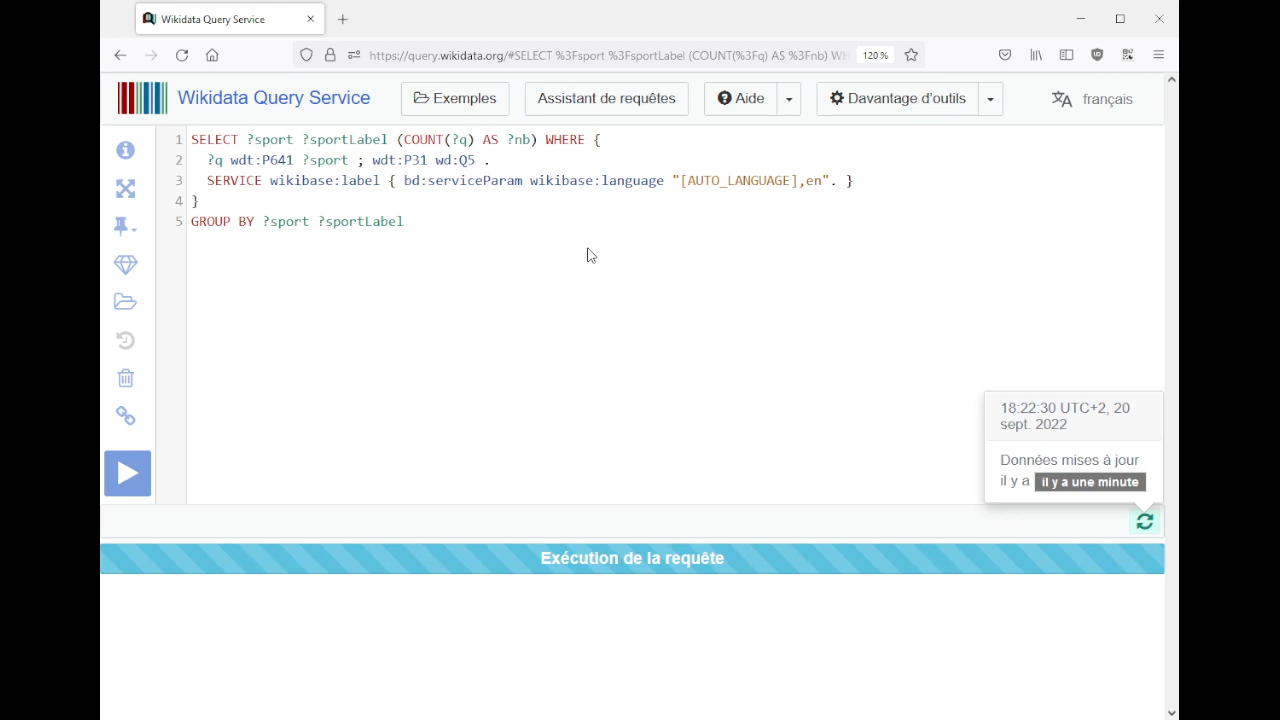 Wikidata Query Service
https://query.wikidata.org/#SELECT %3Fsport %3FsportLabel (COUNT(%3Fq) AS %3Fnb) WH
120%
Wikidata Query Service
Exemples
Assistant de requêtes
Aide
Davantage d'outils
français
1 SELECT ?sport ?sportLabel (COUNT(?q) AS ?nb) WHERE {
2 ?q wdt:P641 ?sport ; wdt:P31 wd:Q5 .
3 SERVICE wikibase:label { bd:serviceParam wikibase:language "[AUTO_LANGUAGE],en". }
4 }
5 GROUP BY ?sport ?sportLabel
18:22:30 UTC+2, 20
sept. 2022
Données mises à jour
il y a il y a une minute
Exécution de la requête